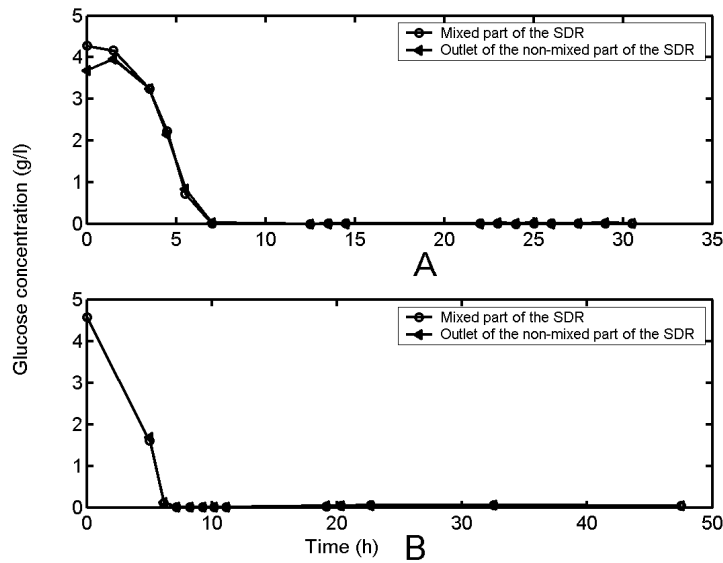 5
4
3
2
1
0
Mixed part of the SDR
Outlet of the non-mixed part of the SDR
0 5 10 15 20 25 30 35
A
Glucose concentration (g/l)
5
4
3
2
1
0
Mixed part of the SDR
Outlet of the non-mixed part of the SDR
0 10 20 30 40 50
Time (h) B